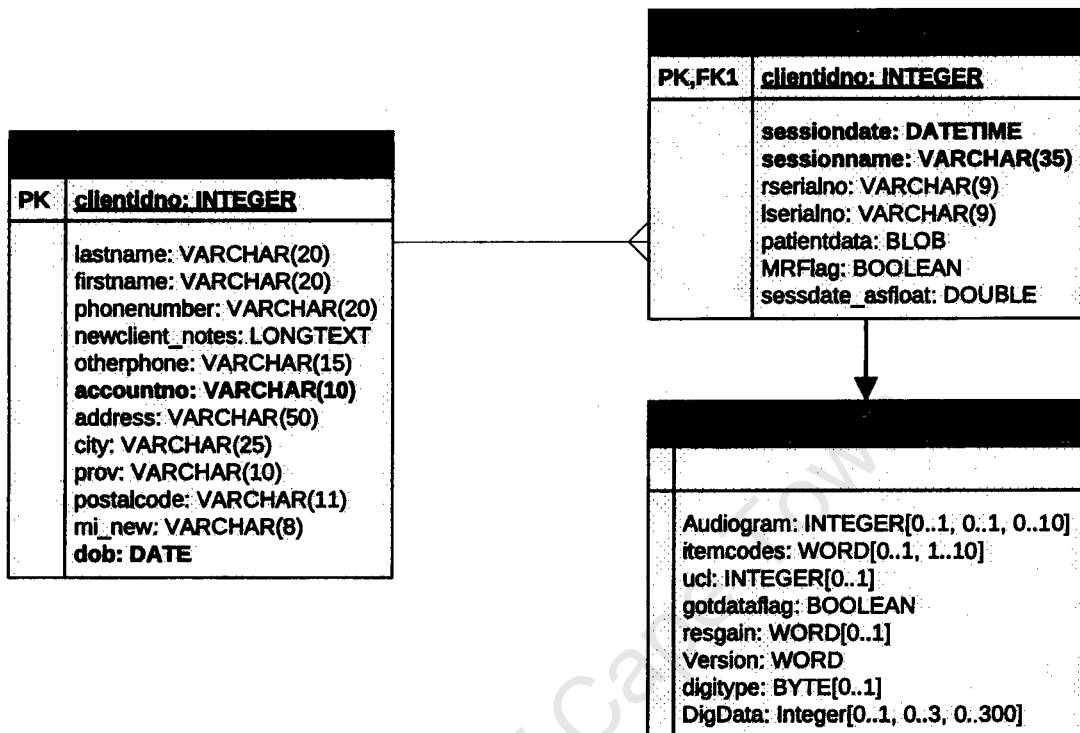 PK,FK1 clientidno: INTEGER
sessiondate: DATETIME
sessionname: VARCHAR(35)
rserialno: VARCHAR(9)
lserialno: VARCHAR(9)
patientdata: BLOB
MRFlag: BOOLEAN
sessdate_asfloat: DOUBLE
PK clientidno: INTEGER
lastname: VARCHAR(20)
firstname: VARCHAR(20)
phonenumber: VARCHAR(20)
newclient_notes: LONGTEXT
otherphone: VARCHAR(15)
accountno: VARCHAR(10)
address: VARCHAR(50)
city: VARCHAR(25)
prov: VARCHAR(10)
postalcode: VARCHAR(11)
mi_new: VARCHAR(8)
dob: DATE
Audiogram: INTEGER[0..1, 0..1, 0..10]
itemcodes: WORD[0..1, 1..10]
ucl: INTEGER[0..1]
gotdataflag: BOOLEAN
resgain: WORD[0..1]
Version: WORD
digitype: BYTE[0..1]
DigData: Integer[0..1, 0..3, 0..300]